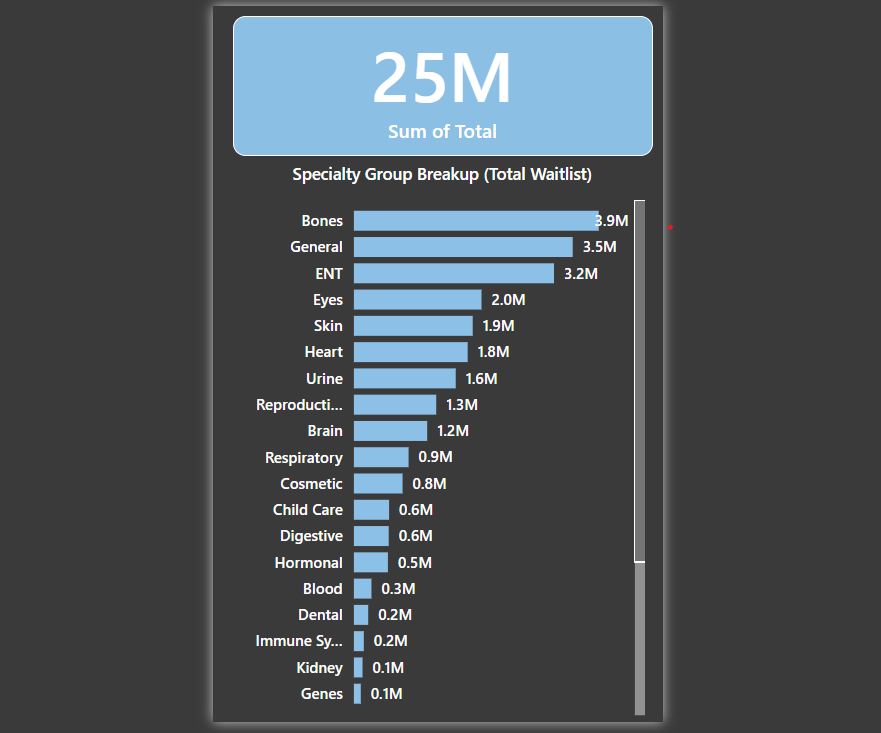 25M
Sum of Total
Specialty Group Breakup (Total Waitlist)
Bones 3.9M
General 3.5M
ENT 3.2M
Eyes 2.0M
Skin 1.9M
Heart 1.8M
Urine 1.6M
Reproducti... 1.3M
Brain 1.2M
Respiratory 0.9M
Cosmetic 0.8M
Child Care 0.6M
Digestive 0.6M
Hormonal 0.5M
Blood 0.3M
Dental 0.2M
Immune Sy... 0.2M
Kidney 0.1M
Genes 0.1M